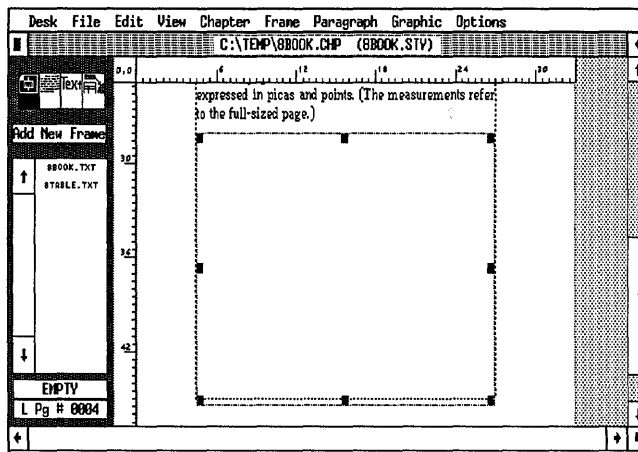 Desk File Edit View Chapter Frame Paragraph Graphic Options
C:\TEMP\8BOOK.CHP (8BOOK.STY)
0,0 6 12 18 24 30
Text
expressed in picas and points. (The measurements refer
to the full-sized page.)
Add New Frame
30
8BOOK.TXT
8TABLE.TXT
36
42
EMPTY
L Pg # 0004